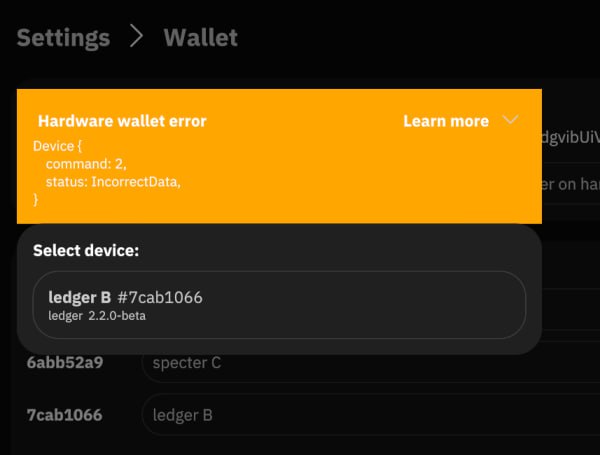 Settings > Wallet
Hardware wallet error Learn more
Device {
command: 2,
status: IncorrectData,
}
dgvibUiV
er on har
Select device:
ledger B #7cab1066
ledger 2.2.0-beta
6abb52a9 specter C
7cab1066 ledger B